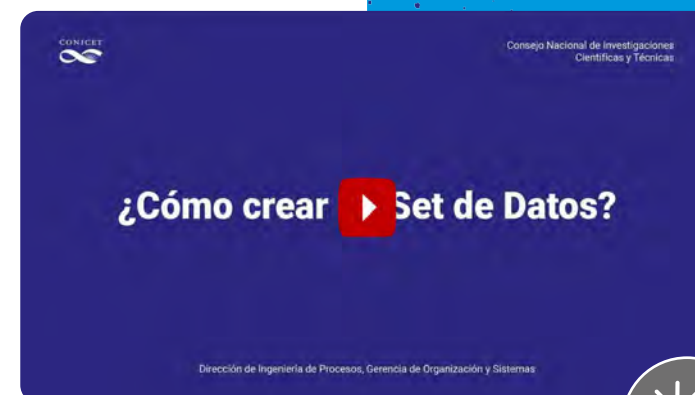 CONICET
Consejo Nacional de Investigaciones
Científicas y Técnicas
¿Cómo crear Set de Datos?
Dirección de Ingeniería de Procesos, Gerencia de Organización y Sistemas